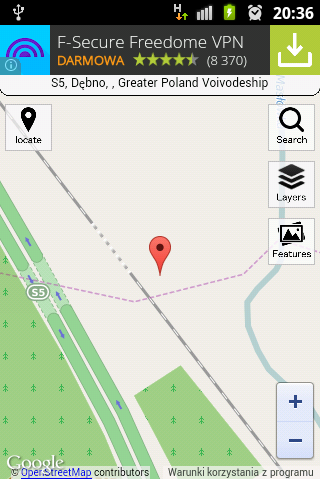 H 20:36
F-Secure Freedome VPN
DARMOWA (8 370)
S5, Dębno, , Greater Poland Voivodeship
locate
Search
Layers
Features
S5
+
−
Google
© OpenStreetMap contributors
Warunki korzystania z programu